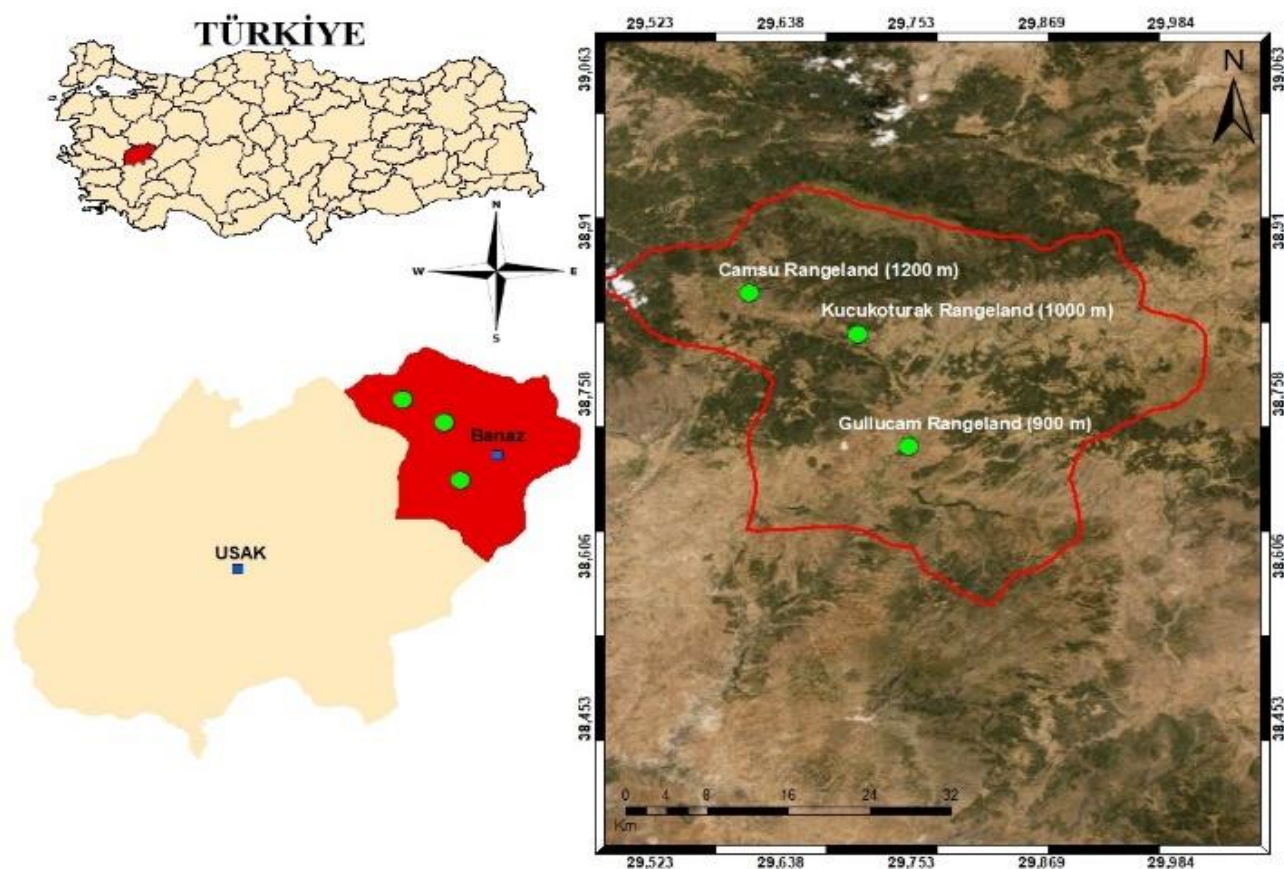 TÜRKİYE
N
W
E
S
Banaz
USAK
29,523 29,638 29,753 29,869 29,984
39,063
38,91
38,758
38,606
38,453
39,063
38,91
38,758
38,606
38,453
N
Camsu Rangeland (1200 m)
Kucukoturak Rangeland (1000 m)
Gullucam Rangeland (900 m)
0 4 8 16 24 32
Km
29,523 29,638 29,753 29,869 29,984